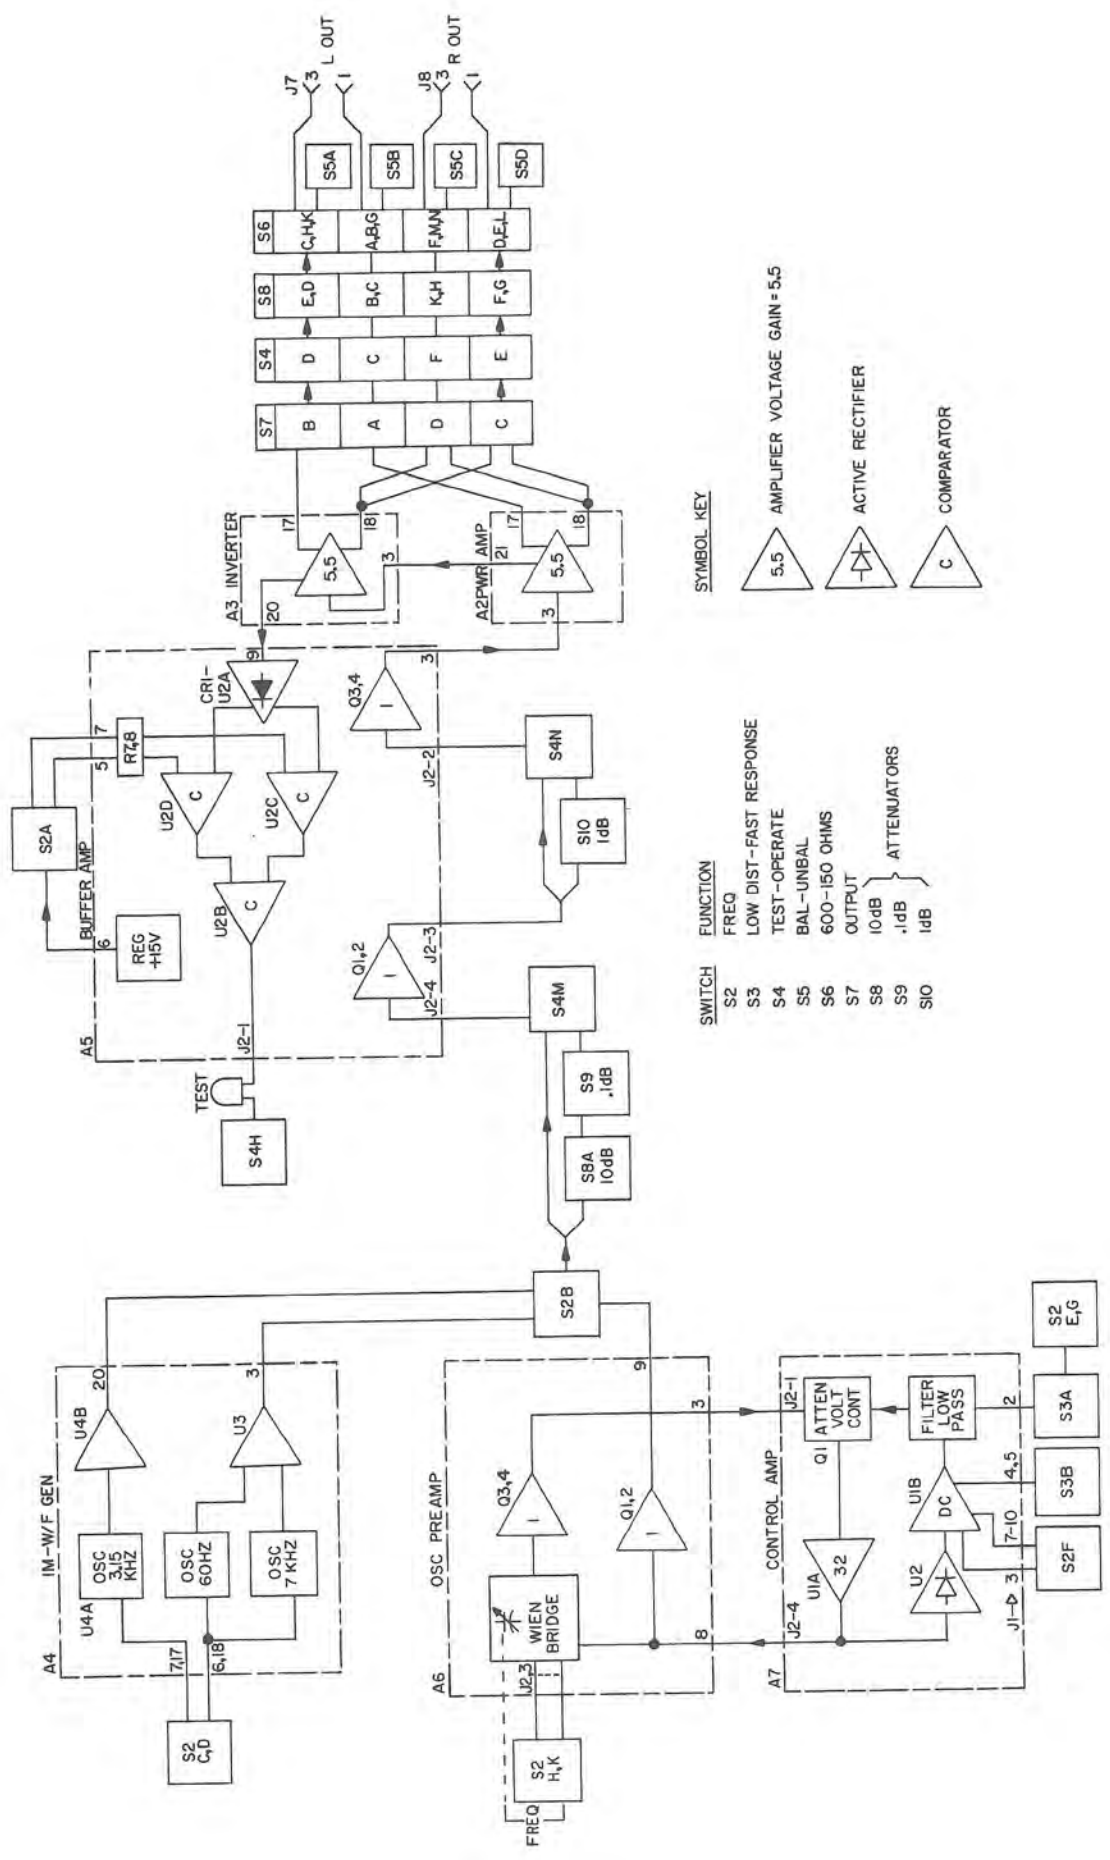 A4
IM-W/F GEN
S2
C,D
7,17
6,18
U4A
OSC
3.15
KHZ
OSC
60HZ
OSC
7KHZ
U4B
U3
20
3
A6
OSC PREAMP
FREQ
S2
H,K
J2,3
WIEN
BRIDGE
Q3,4
1
Q1,2
1
8
3
9
A7
CONTROL AMP
J2-4
J2-1
U1A
32
Q1
ATTEN
VOLT
CONT
U2
U1B
DC
FILTER
LOW
PASS
J1-
3
7-10
4,5
2
S2F
S3B
S3A
S2
E,G
S2B
S8A
10dB
S9
.1dB
S4M
S4H
TEST
A5
BUFFER AMP
J2-1
REG
+15V
6
S2A
5
7
R7,8
U2B
C
U2D
C
U2C
C
CR1-
U2A
9
J2-4
J2-3
Q1,2
1
J2-2
Q3,4
1
3
S10
1dB
S4N
A3 INVERTER
20
5.5
17
18
3
A2 PWR AMP
3
5.5
21
17
18
S7
B
A
D
C
S4
D
C
F
E
S8
E,D
B,C
K,H
F,G
S6
C,H,K
A,B,G
F,M,N
D,E,L
S5A
S5B
S5C
S5D
J7
3
L OUT
1
J8
3
R OUT
1
SWITCH FUNCTION
S2 FREQ
S3 LOW DIST-FAST RESPONSE
S4 TEST-OPERATE
S5 BAL-UNBAL
S6 600-150 OHMS
S7 OUTPUT
S8 10dB
S9 .1dB
S10 1dB
ATTENUATORS
SYMBOL KEY
5.5 AMPLIFIER VOLTAGE GAIN = 5.5
ACTIVE RECTIFIER
C COMPARATOR